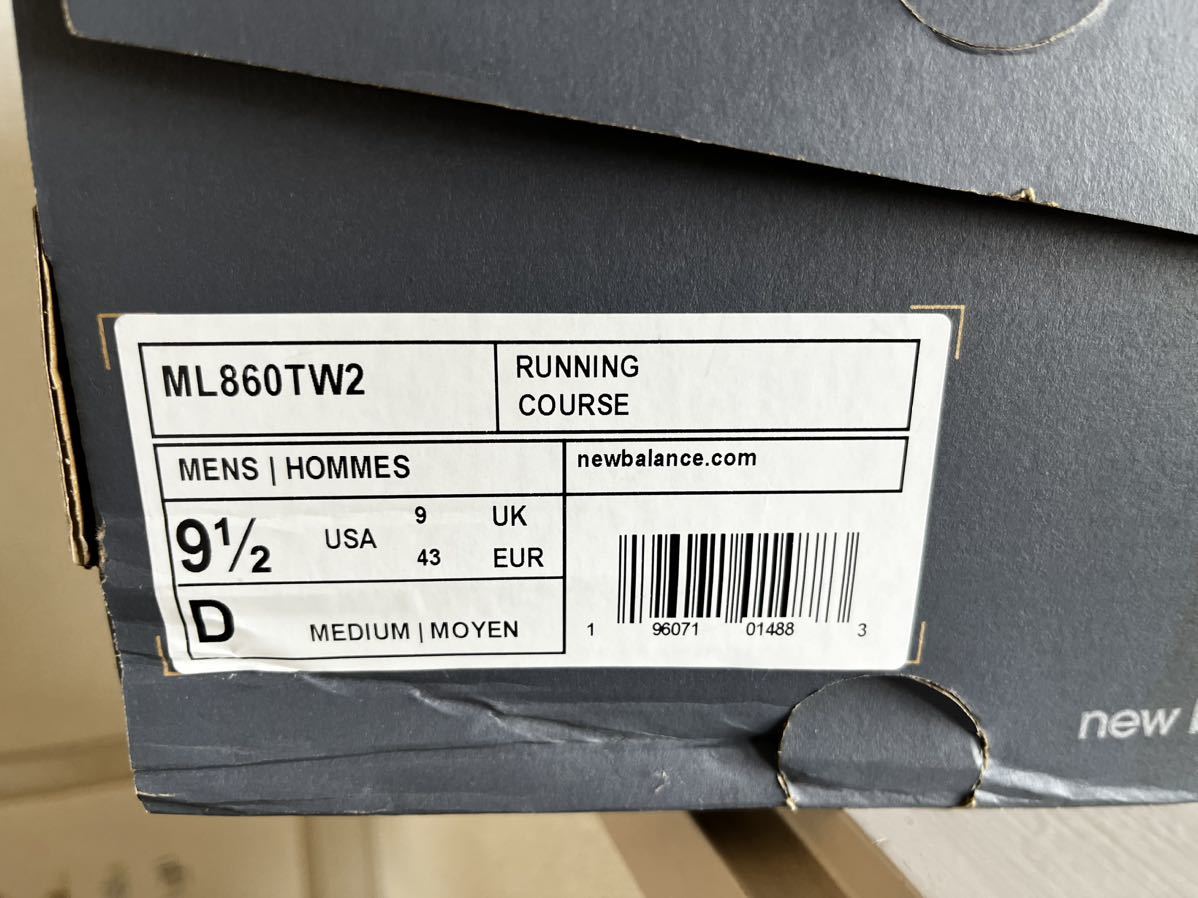 ML860TW2
RUNNING
COURSE
MENS | HOMMES
newbalance.com
9½ USA 9 UK
43 EUR
D MEDIUM | MOYEN
1 96071 01488 3
new